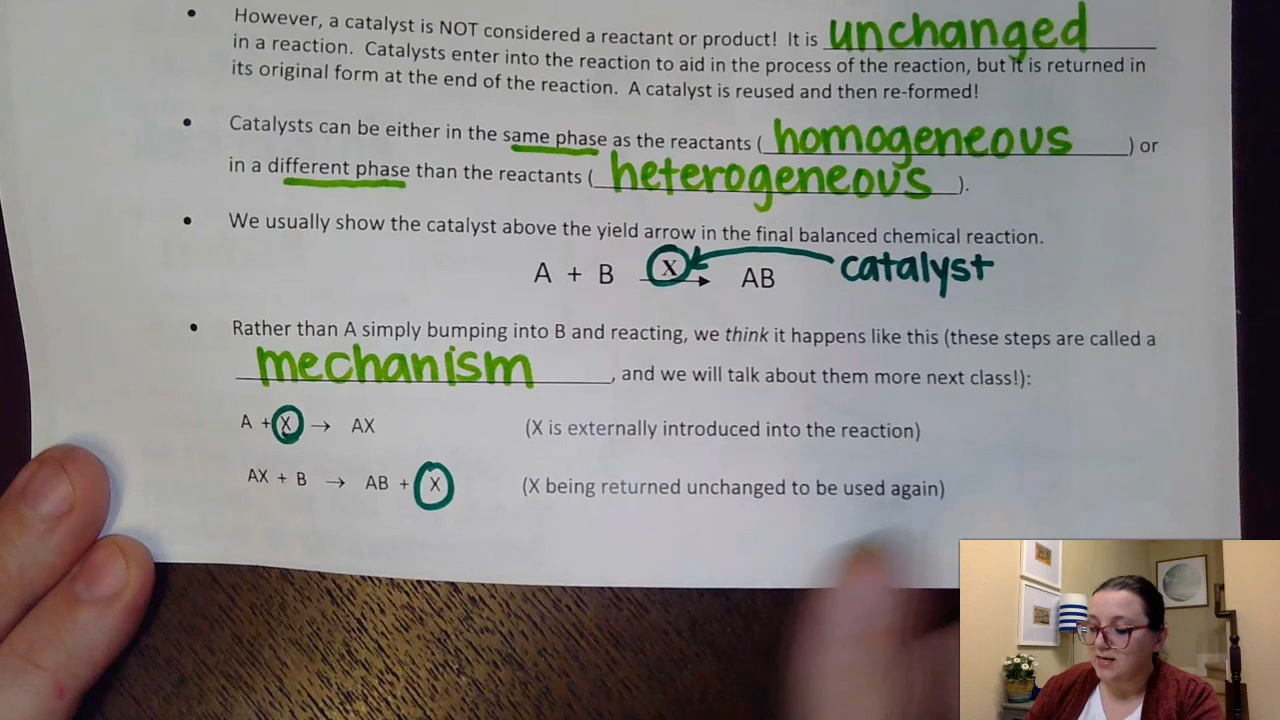 • However, a catalyst is NOT considered a reactant or product! It is unchanged
in a reaction. Catalysts enter into the reaction to aid in the process of the reaction, but it is returned in
its original form at the end of the reaction. A catalyst is reused and then re-formed!
• Catalysts can be either in the same phase as the reactants ( homogeneous ) or
in a different phase than the reactants ( heterogeneous ).
• We usually show the catalyst above the yield arrow in the final balanced chemical reaction.
A + B X → AB catalyst
• Rather than A simply bumping into B and reacting, we think it happens like this (these steps are called a
mechanism , and we will talk about them more next class!):
A + X → AX (X is externally introduced into the reaction)
AX + B → AB + X (X being returned unchanged to be used again)